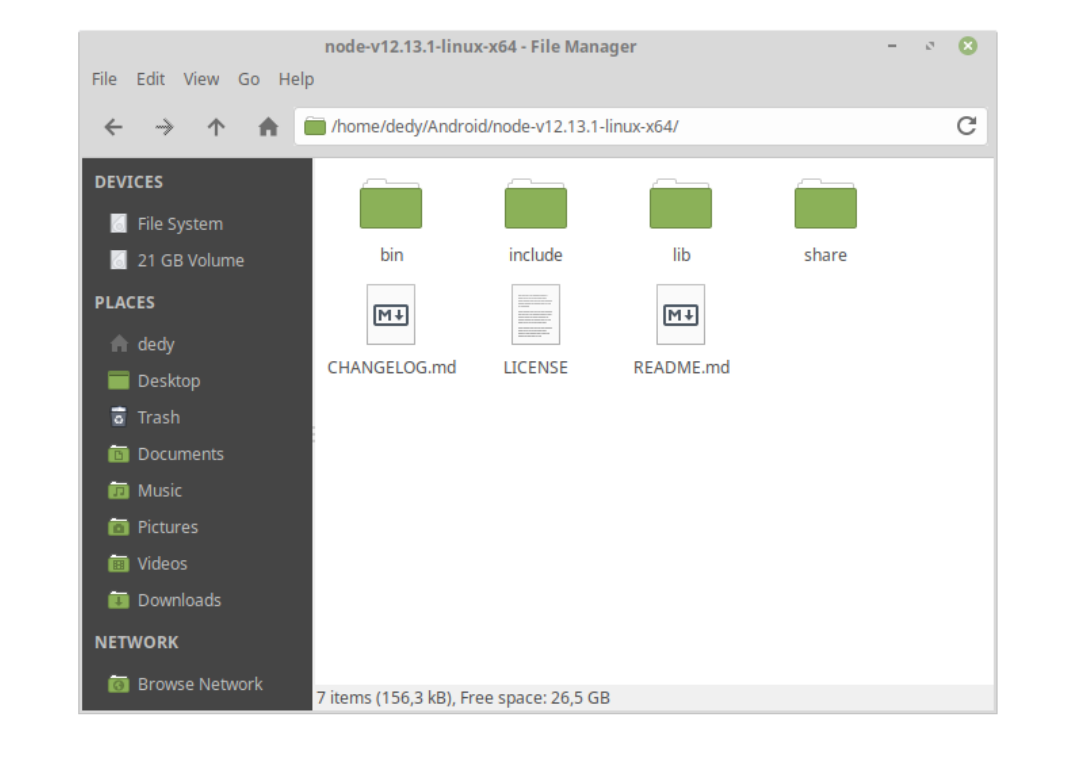 node-v12.13.1-linux-x64 - File Manager
File Edit View Go Help
/home/dedy/Android/node-v12.13.1-linux-x64/
DEVICES
File System
21 GB Volume
PLACES
dedy
Desktop
Trash
Documents
Music
Pictures
Videos
Downloads
NETWORK
Browse Network
bin include lib share
M M
CHANGELOG.md LICENSE README.md
7 items (156,3 kB), Free space: 26,5 GB